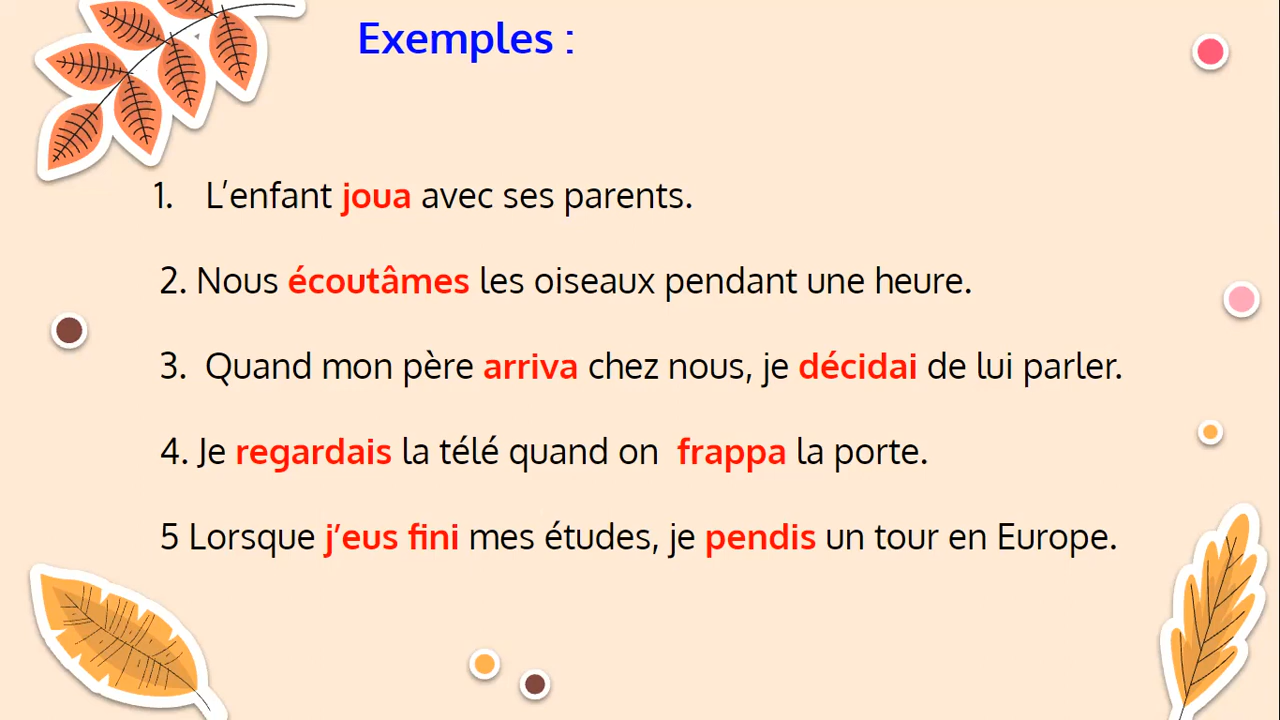 Exemples :
1. L’enfant joua avec ses parents.
2. Nous écoutâmes les oiseaux pendant une heure.
3. Quand mon père arriva chez nous, je décidai de lui parler.
4. Je regardais la télé quand on frappa la porte.
5 Lorsque j’eus fini mes études, je pendis un tour en Europe.